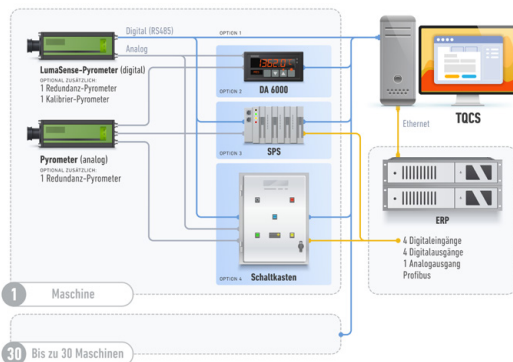 Digital (RS485)
Analog
OPTION 1
LumaSense-Pyrometer (digital)
OPTIONAL ZUSÄTZLICH:
1 Redundanz-Pyrometer
1 Kalibrier-Pyrometer
OPTION 2
DA 6000
TQCS
Ethernet
Pyrometer (analog)
OPTIONAL ZUSÄTZLICH:
1 Redundanz-Pyrometer
OPTION 3
SPS
ERP
4 Digitaleingänge
4 Digitalausgänge
1 Analogausgang
Profibus
OPTION 4
Schaltkasten
1 Maschine
30 Bis zu 30 Maschinen